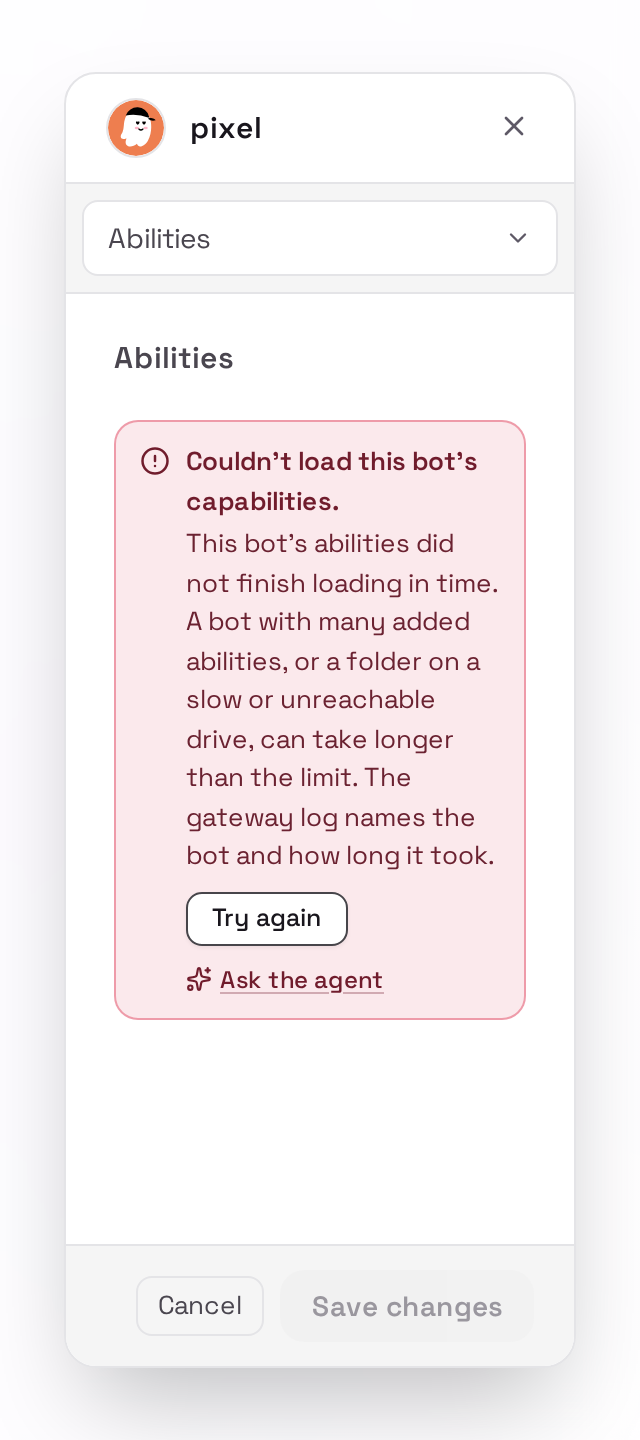 pixel
Abilities
Abilities
Couldn’t load this bot’s
capabilities.
This bot’s abilities did
not finish loading in time.
A bot with many added
abilities, or a folder on a
slow or unreachable
drive, can take longer
than the limit. The
gateway log names the
bot and how long it took.
Try again
Ask the agent
Cancel
Save changes